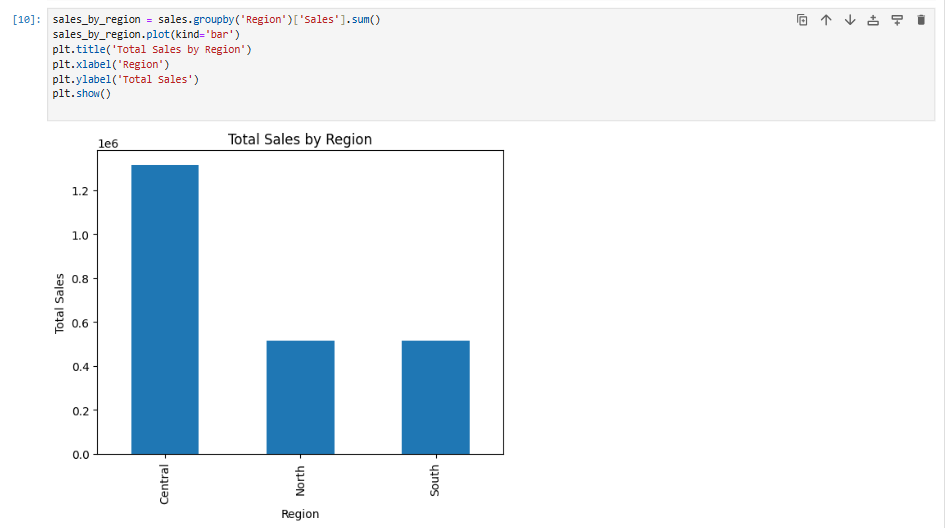 [10]: sales_by_region = sales.groupby('Region')['Sales'].sum()
sales_by_region.plot(kind='bar')
plt.title('Total Sales by Region')
plt.xlabel('Region')
plt.ylabel('Total Sales')
plt.show()
Total Sales by Region
1e6
1.2
1.0
0.8
0.6
0.4
0.2
0.0
Total Sales
Central
North
South
Region